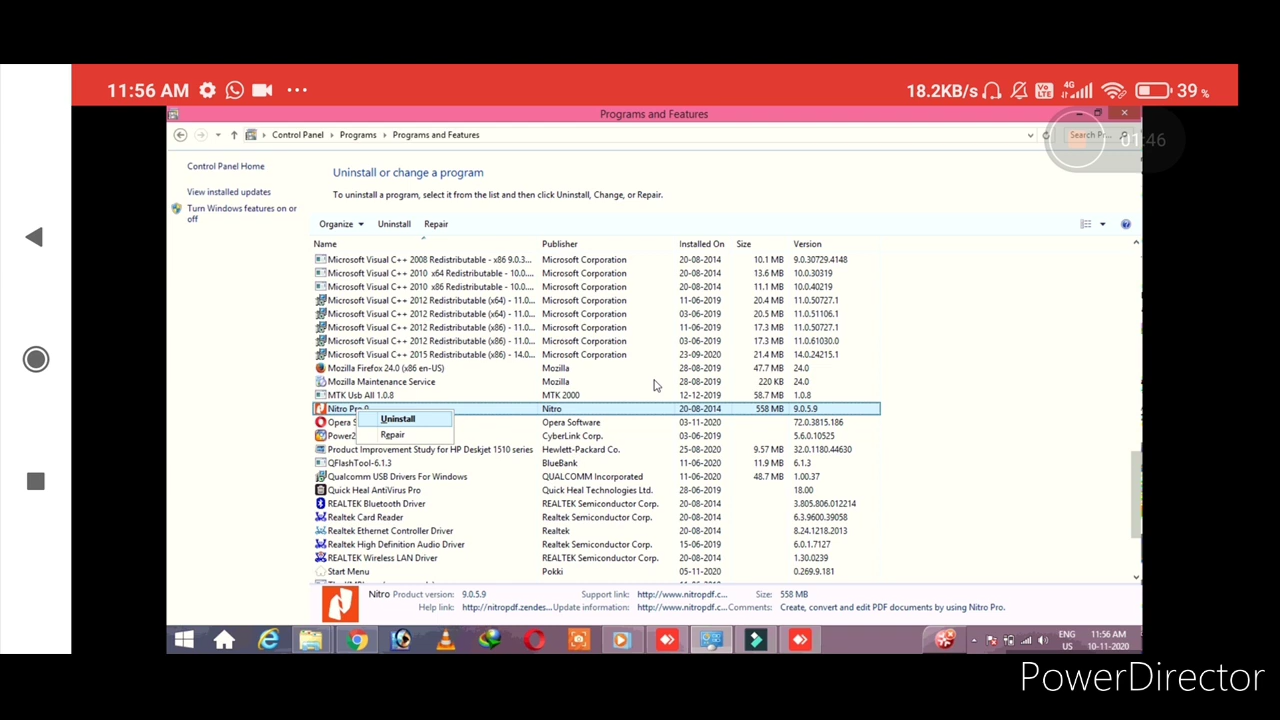 11:56 AM ... 18.2KB/s Vo LTE 4G 39 %
Programs and Features
Control Panel Programs Programs and Features Search Pr...
01:46
Control Panel Home
View installed updates
Turn Windows features on or
off
Uninstall or change a program
To uninstall a program, select it from the list and then click Uninstall, Change, or Repair.
Organize Uninstall Repair
Name Publisher Installed On Size Version
Microsoft Visual C++ 2008 Redistributable - x86 9.0.3... Microsoft Corporation 20-08-2014 10.1 MB 9.0.30729.4148
Microsoft Visual C++ 2010 x64 Redistributable - 10.0.... Microsoft Corporation 20-08-2014 13.6 MB 10.0.30319
Microsoft Visual C++ 2010 x86 Redistributable - 10.0.... Microsoft Corporation 20-08-2014 11.1 MB 10.0.40219
Microsoft Visual C++ 2012 Redistributable (x64) - 11.0... Microsoft Corporation 11-06-2019 20.4 MB 11.0.50727.1
Microsoft Visual C++ 2012 Redistributable (x64) - 11.0... Microsoft Corporation 03-06-2019 20.5 MB 11.0.51106.1
Microsoft Visual C++ 2012 Redistributable (x86) - 11.0... Microsoft Corporation 11-06-2019 17.3 MB 11.0.50727.1
Microsoft Visual C++ 2012 Redistributable (x86) - 11.0... Microsoft Corporation 03-06-2019 17.3 MB 11.0.61030.0
Microsoft Visual C++ 2015 Redistributable (x86) - 14.0... Microsoft Corporation 23-09-2020 21.4 MB 14.0.24215.1
Mozilla Firefox 24.0 (x86 en-US) Mozilla 28-08-2019 47.7 MB 24.0
Mozilla Maintenance Service Mozilla 28-08-2019 220 KB 24.0
MTK Usb All 1.0.8 MTK 2000 12-12-2019 58.7 MB 1.0.8
Nitro Pro 9 Nitro 20-08-2014 558 MB 9.0.5.9
Uninstall
Opera S Opera Software 03-11-2020 72.0.3815.186
Repair
Power2 CyberLink Corp. 03-06-2019 5.6.0.10525
Product Improvement Study for HP Deskjet 1510 series Hewlett-Packard Co. 25-08-2020 9.57 MB 32.0.1180.44630
QFlashTool-6.1.3 BlueBank 11-06-2020 11.9 MB 6.1.3
Qualcomm USB Drivers For Windows QUALCOMM Incorporated 11-06-2020 48.7 MB 1.00.37
Quick Heal AntiVirus Pro Quick Heal Technologies Ltd. 28-06-2019 18.00
REALTEK Bluetooth Driver REALTEK Semiconductor Corp. 20-08-2014 3.805.806.012214
Realtek Card Reader Realtek Semiconductor Corp. 20-08-2014 6.3.9600.39058
Realtek Ethernet Controller Driver Realtek 20-08-2014 8.24.1218.2013
Realtek High Definition Audio Driver Realtek Semiconductor Corp. 15-06-2019 6.0.1.7127
REALTEK Wireless LAN Driver REALTEK Semiconductor Corp. 20-08-2014 1.30.0239
Start Menu Pokki 05-11-2020 0.269.9.181
Nitro Product version: 9.0.5.9 Support link: http://www.nitropdf.c... Size: 558 MB
Help link: http://nitropdf.zendes... Update information: http://www.nitropdf.c... Comments: Create, convert and edit PDF documents by using Nitro Pro.
ENG 11:56 AM
US 10-11-2020
PowerDirector